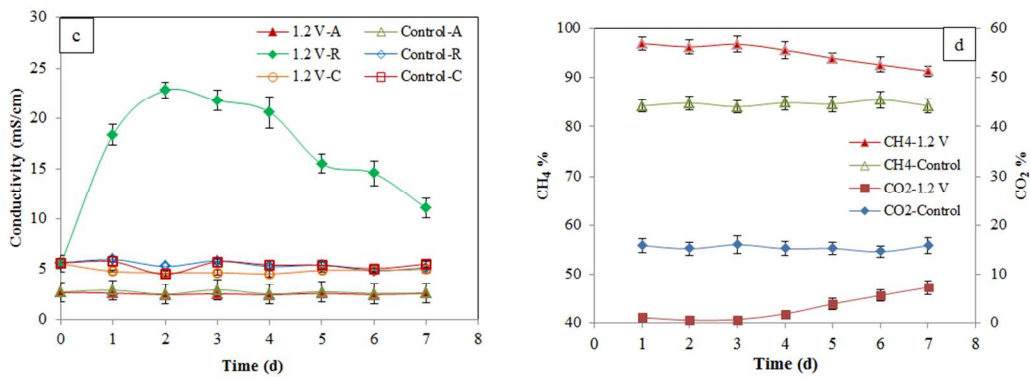 c
1.2 V-A
Control-A
1.2 V-R
Control-R
1.2 V-C
Control-C
35
30
25
20
15
10
5
0
Conductivity (mS/cm)
0 1 2 3 4 5 6 7 8
Time (d)
d
100
90
80
70
60
50
40
CH4 %
CH4-1.2 V
CH4-Control
CO2-1.2 V
CO2-Control
60
50
40
30
20
10
0
CO2 %
0 1 2 3 4 5 6 7 8
Time (d)